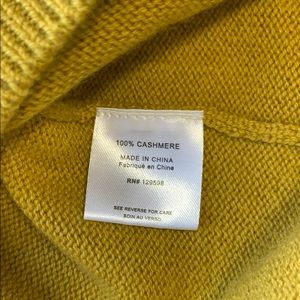 100% CASHMERE
MADE IN CHINA
Fabriqué en Chine
RN# 129598
SEE REVERSE FOR CARE
SOIN AU VERSO